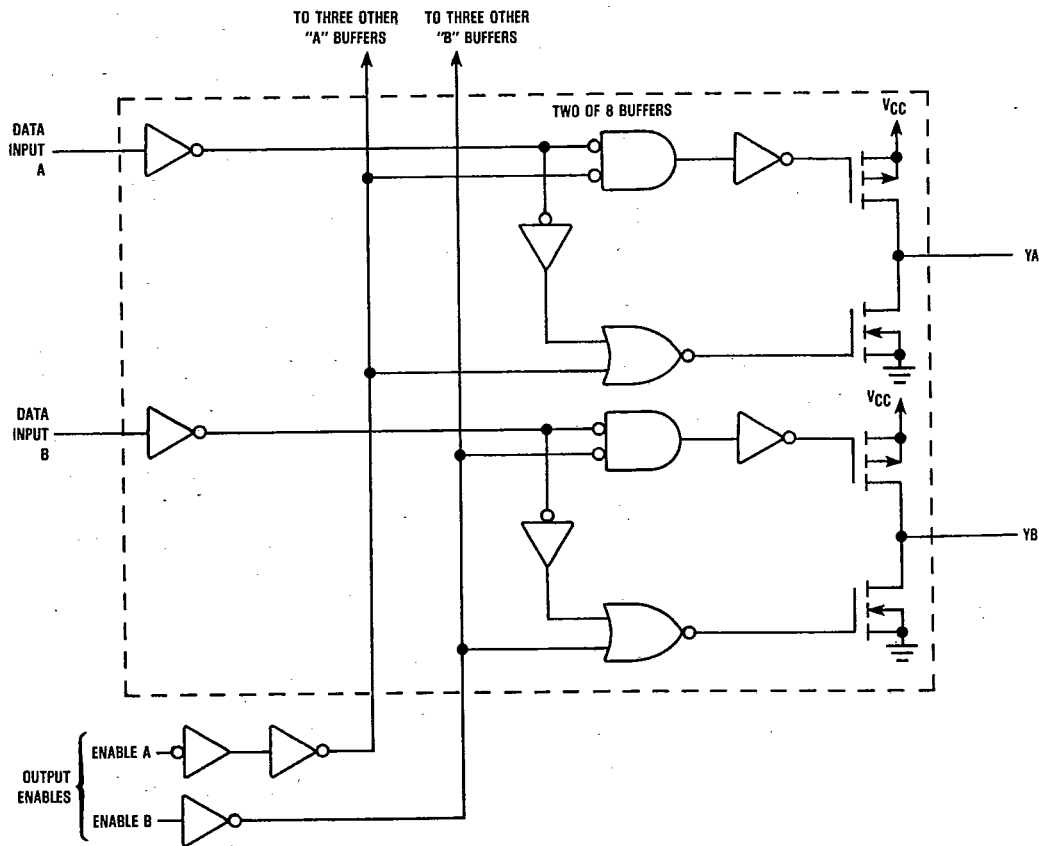 TO THREE OTHER
"A" BUFFERS
TO THREE OTHER
"B" BUFFERS
TWO OF 8 BUFFERS
VCC
DATA
INPUT
A
YA
VCC
DATA
INPUT
B
YB
OUTPUT
ENABLES
ENABLE A
ENABLE B